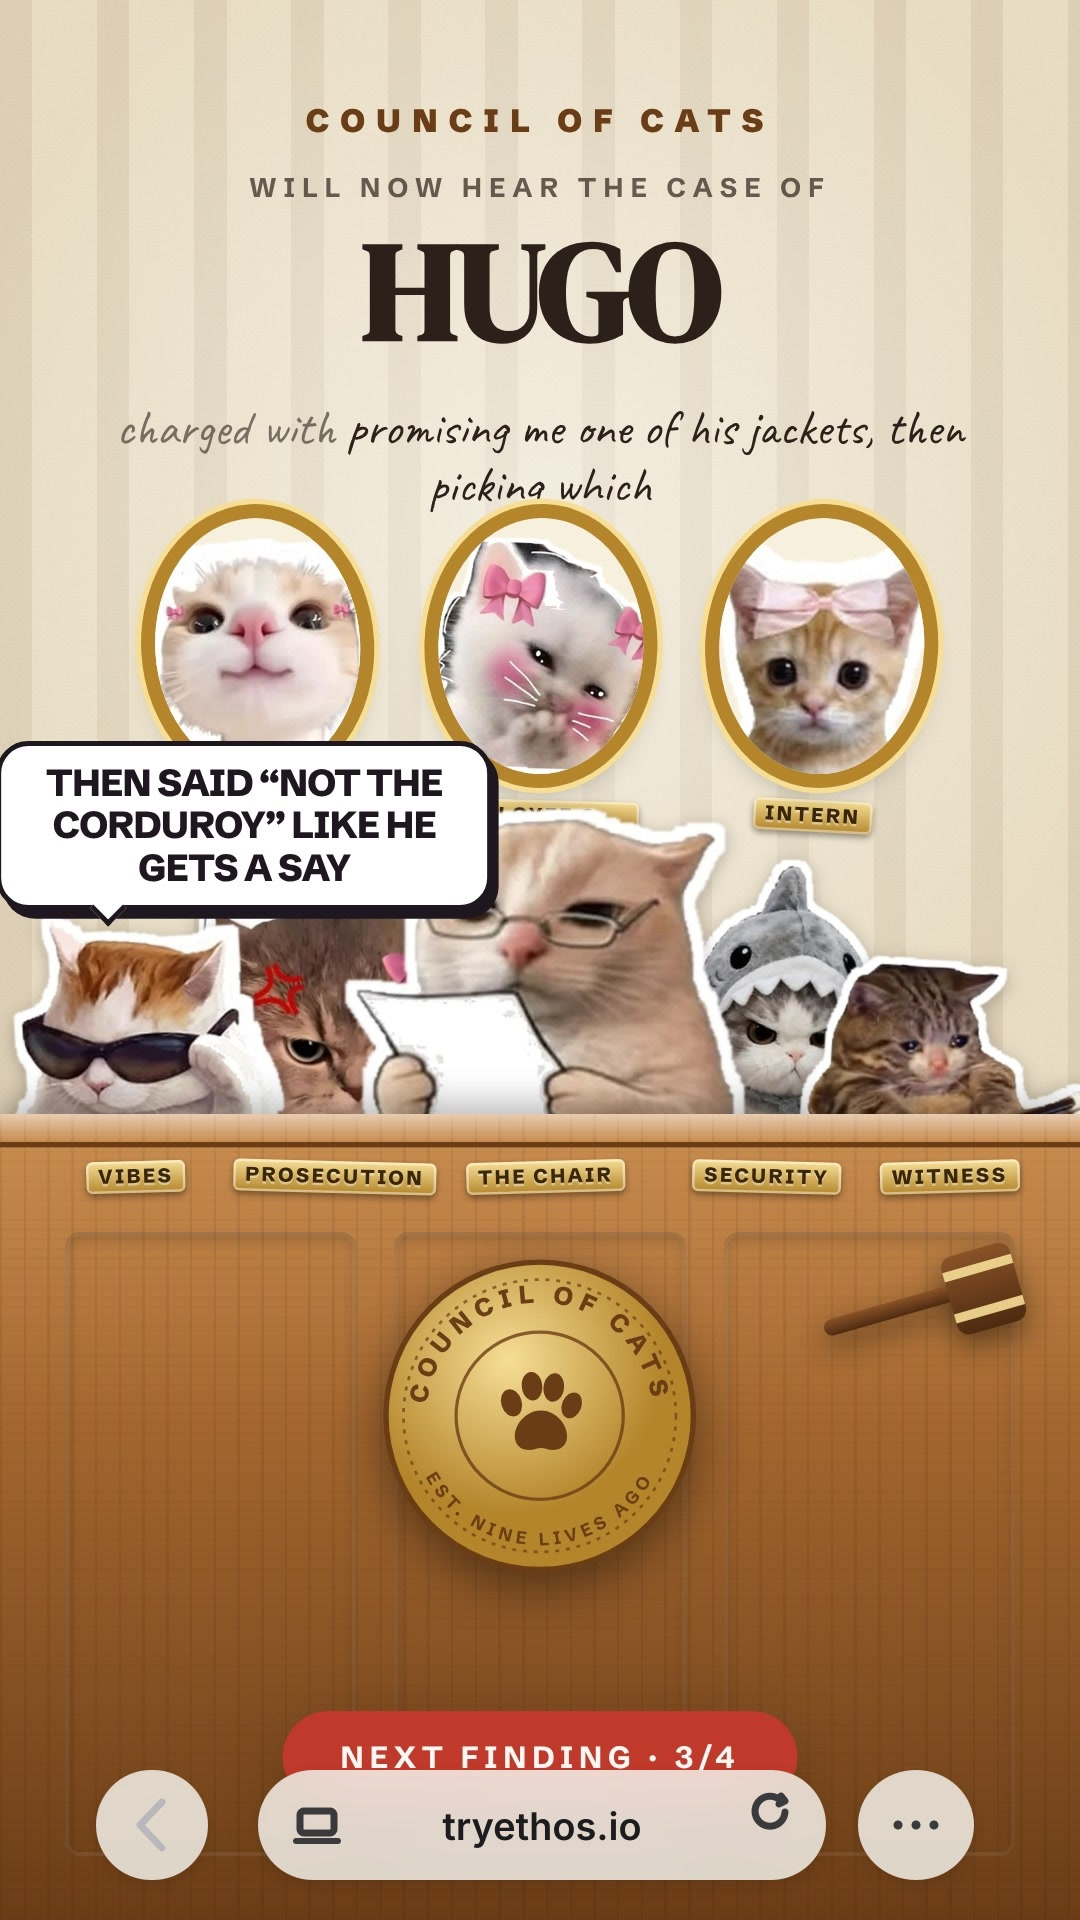 COUNCIL OF CATS
WILL NOW HEAR THE CASE OF
HUGO
charged with promising me one of his jackets, then
picking which
THEN SAID “NOT THE
CORDUROY” LIKE HE
GETS A SAY
INTERN
VIBES
PROSECUTION
THE CHAIR
SECURITY
WITNESS
COUNCIL OF CATS
EST. NINE LIVES AGO
NEXT FINDING · 3/4
tryethos.io